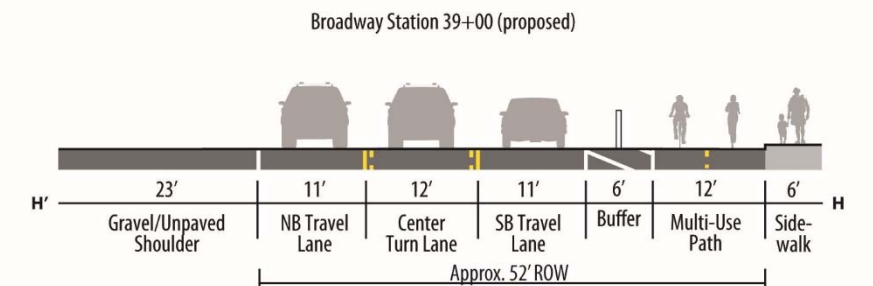 Broadway Station 39+00 (proposed)
23’ 11’ 12’ 11’ 6’ 12’ 6’
H’ H
Gravel/Unpaved Shoulder
NB Travel Lane
Center Turn Lane
SB Travel Lane
Buffer
Multi-Use Path
Side-
walk
Approx. 52’ ROW